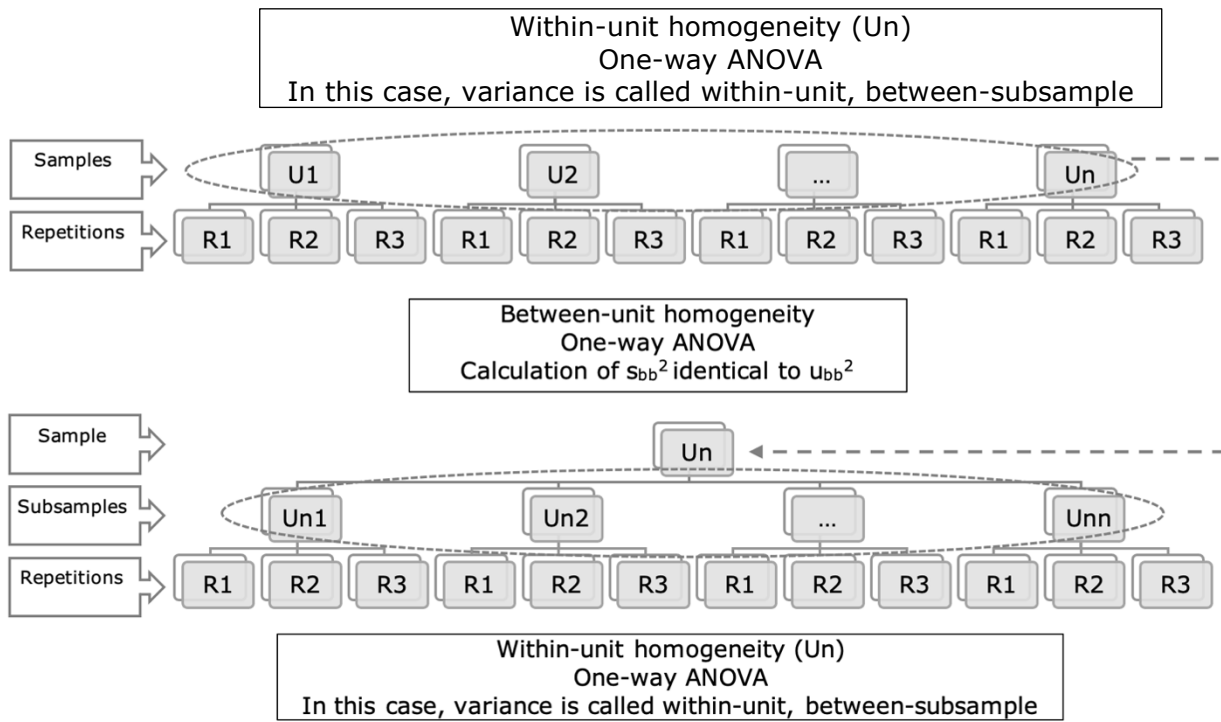 Within-unit homogeneity (Un)
One-way ANOVA
In this case, variance is called within-unit, between-subsample
Samples
U1 U2 ... Un
Repetitions
R1 R2 R3 R1 R2 R3 R1 R2 R3 R1 R2 R3
Between-unit homogeneity
One-way ANOVA
Calculation of sbb² identical to ubb²
Sample
Un
Subsamples
Un1 Un2 ... Unn
Repetitions
R1 R2 R3 R1 R2 R3 R1 R2 R3 R1 R2 R3
Within-unit homogeneity (Un)
One-way ANOVA
In this case, variance is called within-unit, between-subsample